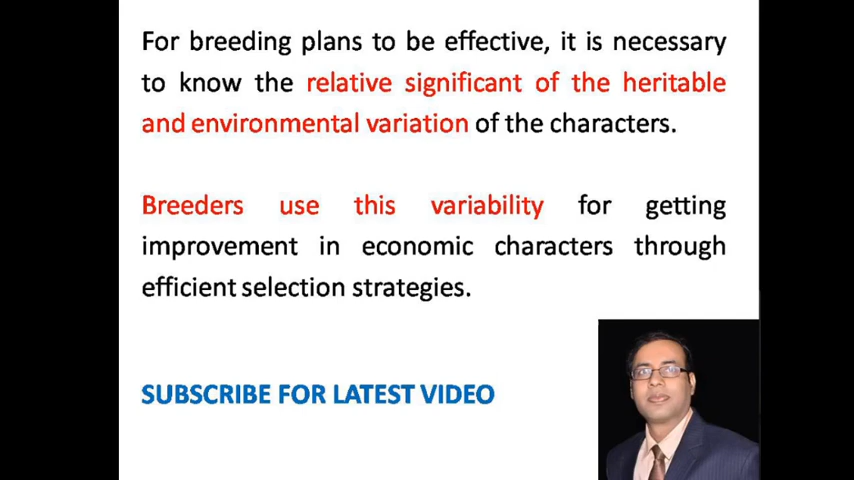 For breeding plans to be effective, it is necessary
to know the relative significant of the heritable
and environmental variation of the characters.
Breeders use this variability for getting
improvement in economic characters through
efficient selection strategies.
SUBSCRIBE FOR LATEST VIDEO